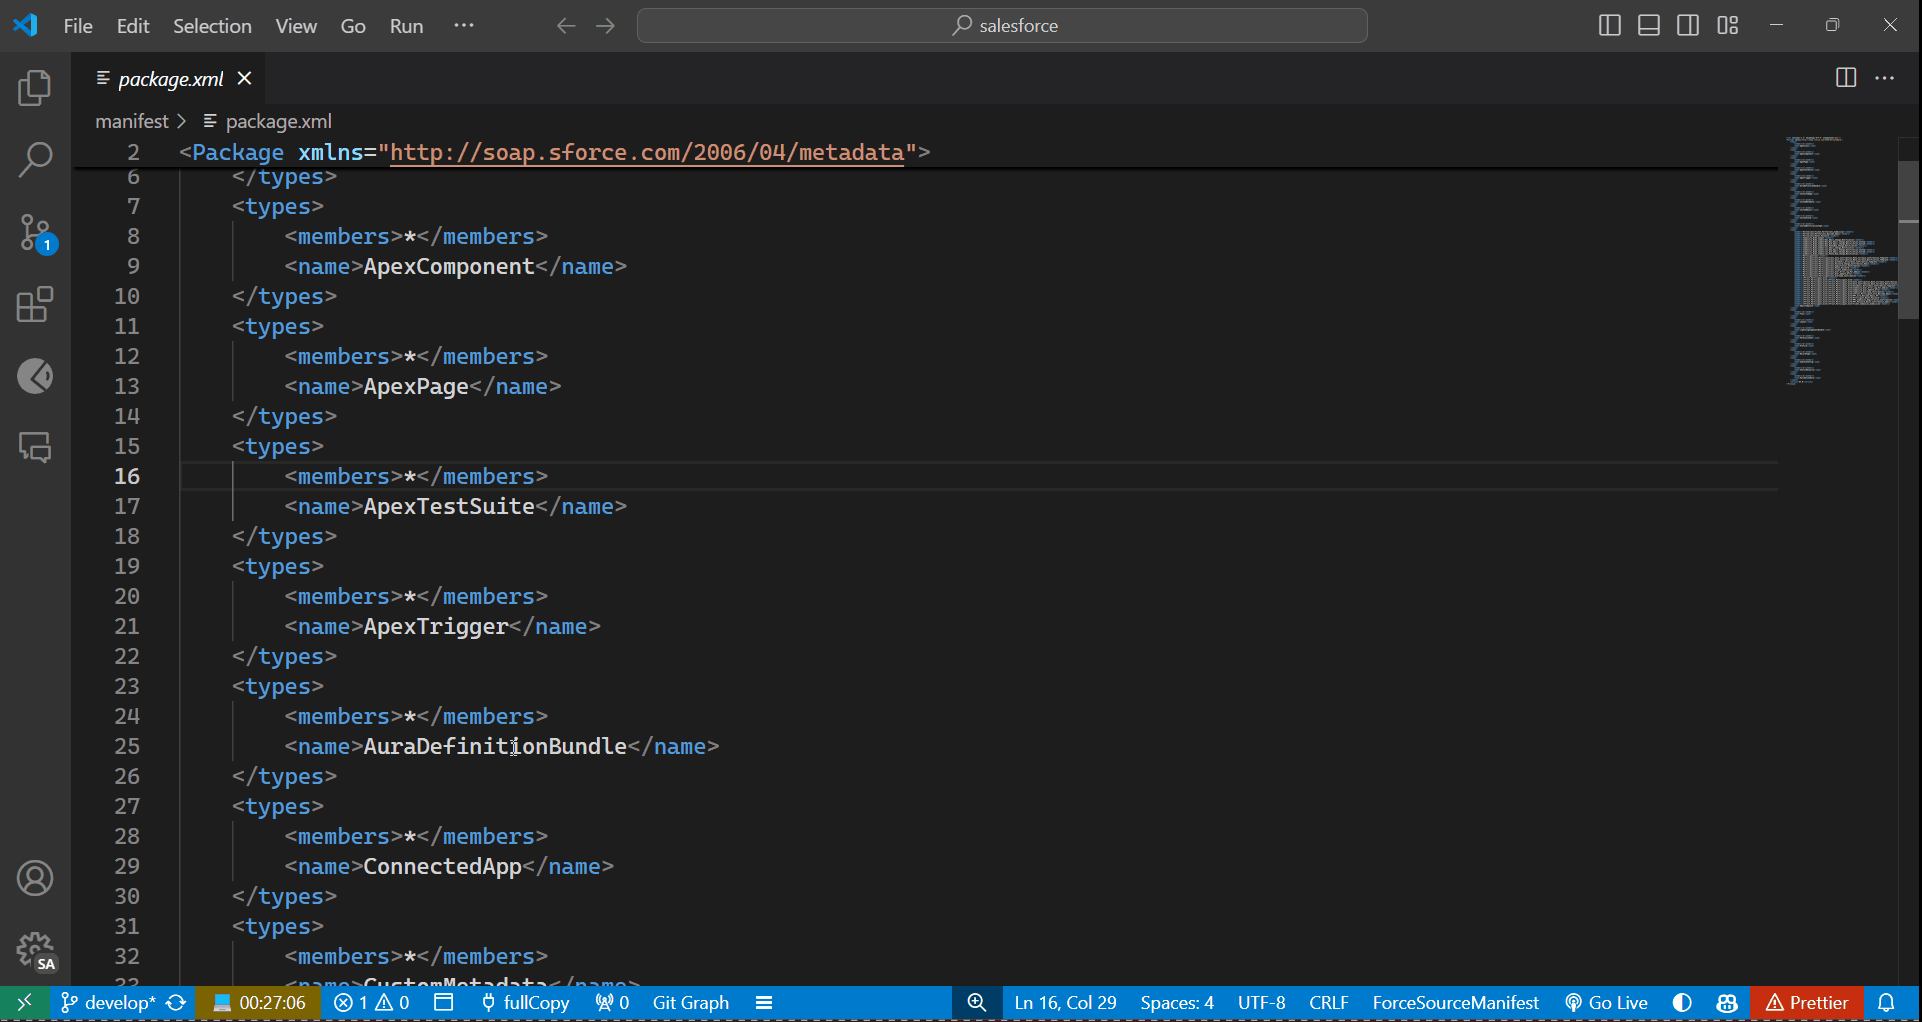 File Edit Selection View Go Run ··· salesforce
package.xml
manifest > package.xml
2 <Package xmlns="http://soap.sforce.com/2006/04/metadata">
6 </types>
7 <types>
8 <members>*</members>
9 <name>ApexComponent</name>
10 </types>
11 <types>
12 <members>*</members>
13 <name>ApexPage</name>
14 </types>
15 <types>
16 <members>*</members>
17 <name>ApexTestSuite</name>
18 </types>
19 <types>
20 <members>*</members>
21 <name>ApexTrigger</name>
22 </types>
23 <types>
24 <members>*</members>
25 <name>AuraDefinitionBundle</name>
26 </types>
27 <types>
28 <members>*</members>
29 <name>ConnectedApp</name>
30 </types>
31 <types>
32 <members>*</members>
33 <name>CustomMetadata</name>
1
SA
develop* 00:27:06 1 0 fullCopy 0 Git Graph Ln 16, Col 29 Spaces: 4 UTF-8 CRLF ForceSourceManifest Go Live Prettier